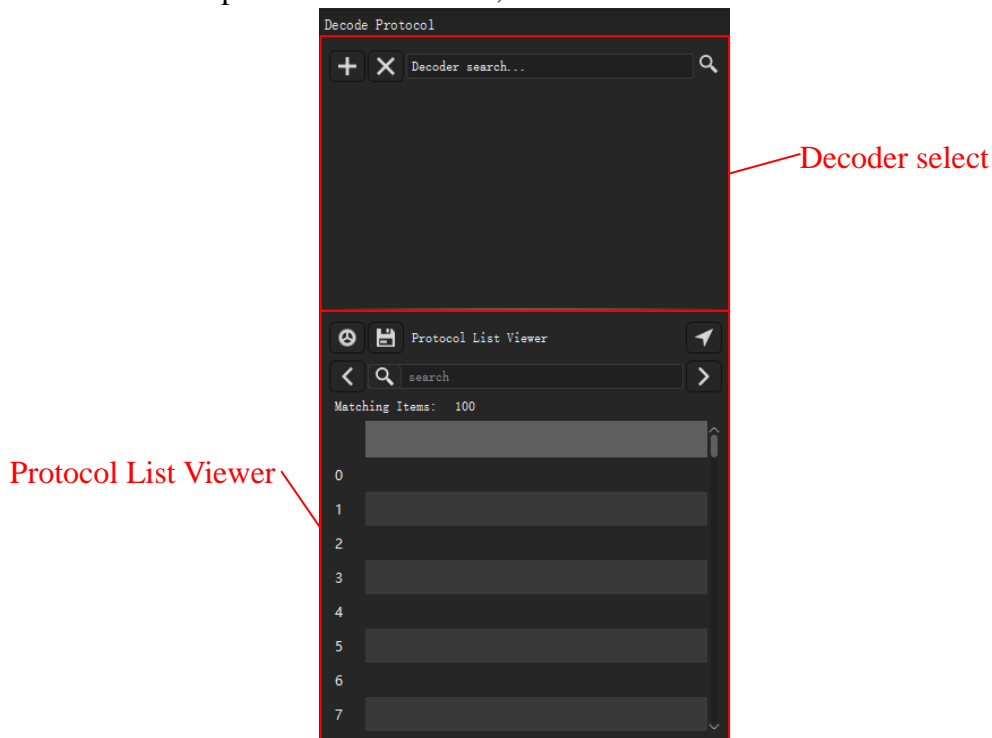 Decode Protocol
Decoder search...
Decoder select
Protocol List Viewer
search
Matching Items: 100
Protocol List Viewer
0
1
2
3
4
5
6
7